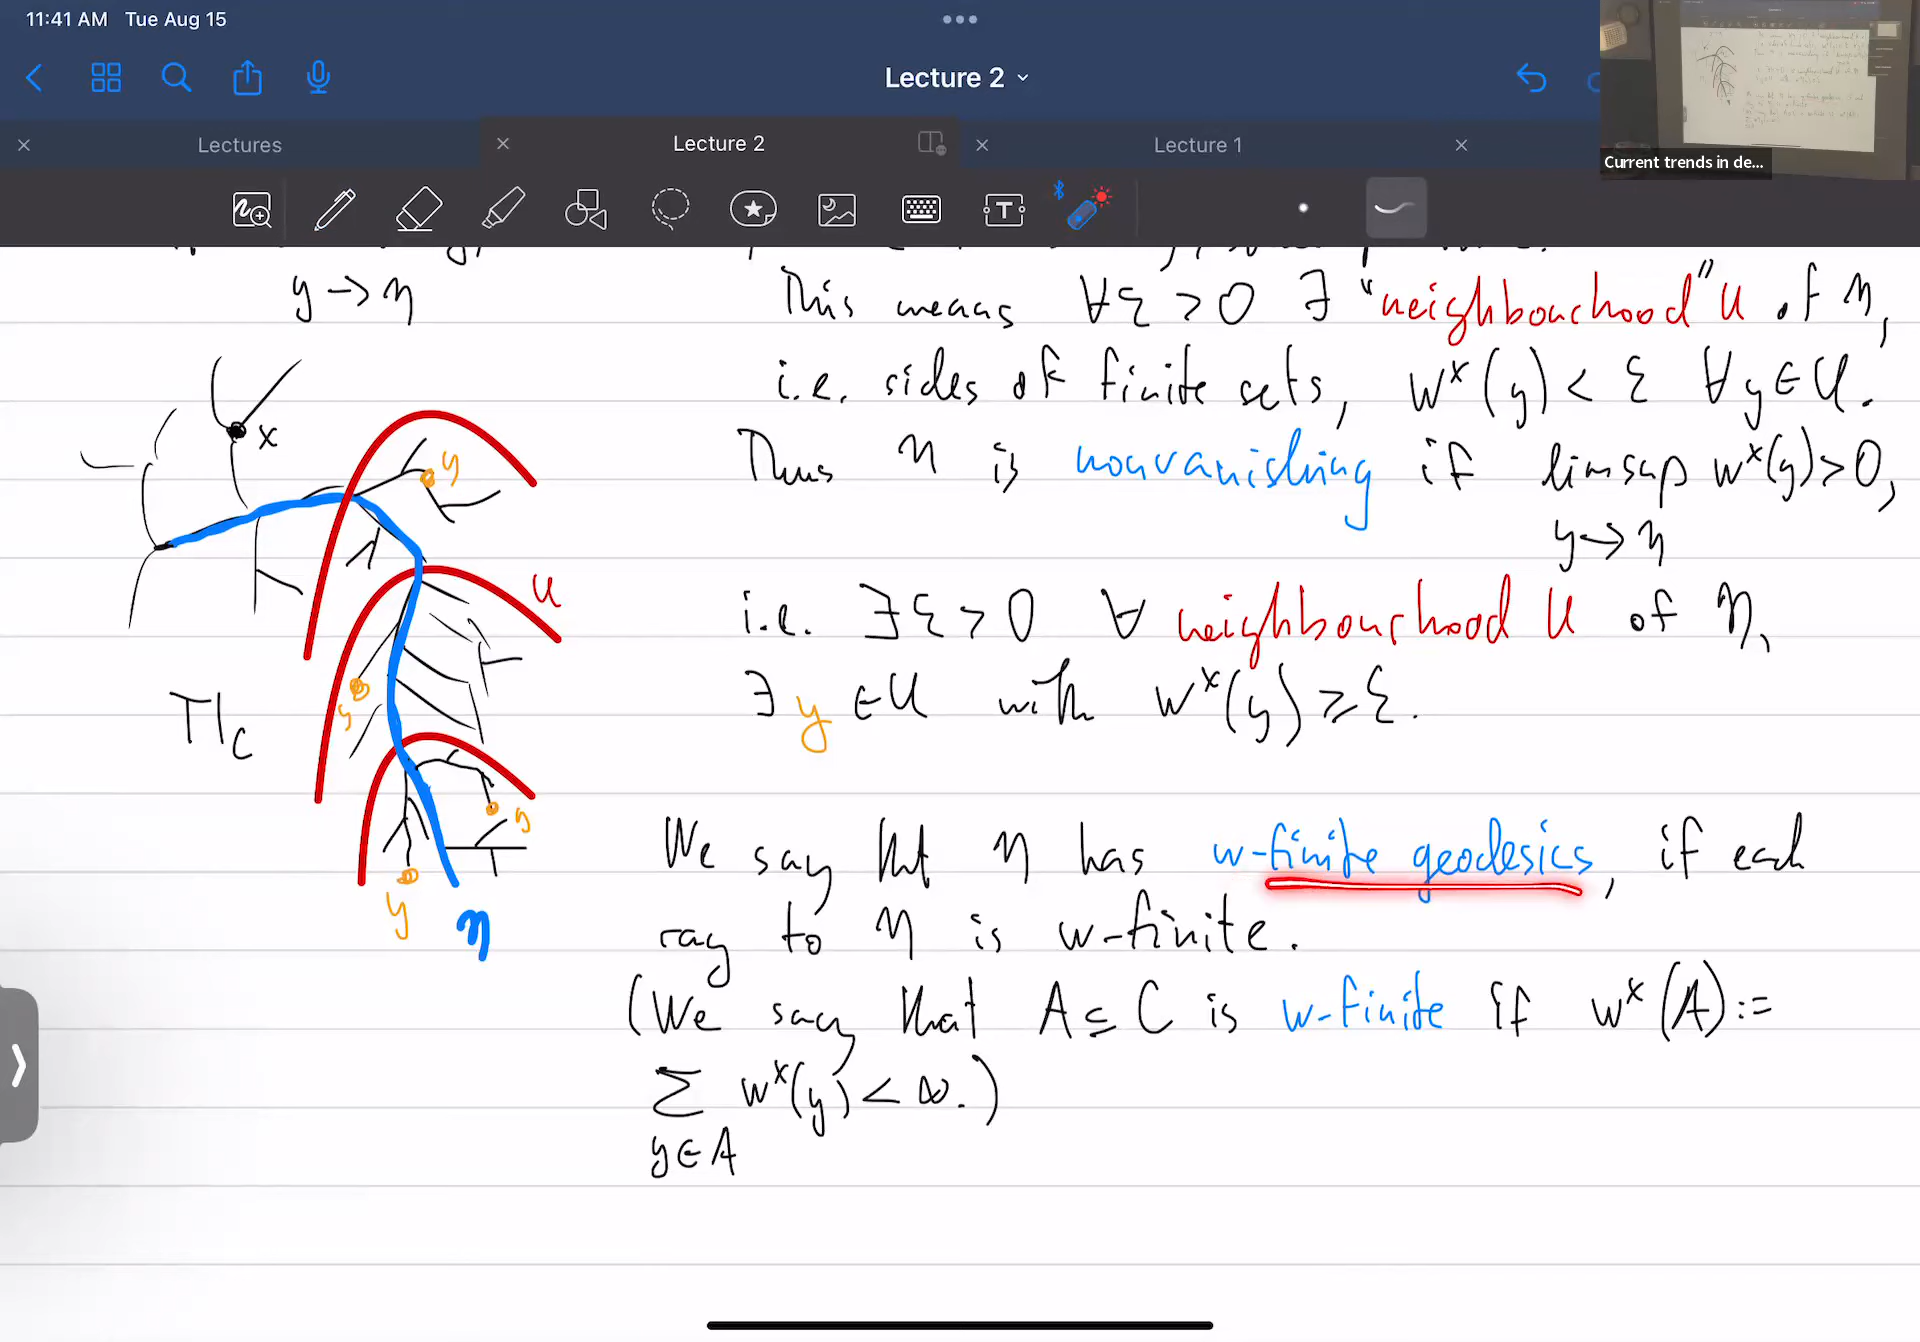 11:41 AM Tue Aug 15
Lecture 2
Current trends in de...
Lectures
Lecture 2
Lecture 1
y → η
This means ∀ε > 0 ∃ "neighbourhood" U of η,
i.e. sides of finite sets, w^x(y) < ε ∀y∈U.
Thus η is nonvanishing if limsup w^x(y) > 0,
y → η
i.e. ∃ε > 0 ∀ neighbourhood U of η,
∃ y ∈ U with w^x(y) ≥ ε.
We say that η has w-finite geodesics, if each
ray to η is w-finite.
(We say that A ⊆ C is w-finite if w^x(A) :=
∑ w^x(y) < ∞.)
y∈A
x
y
U
y
T|_C
y
y
η